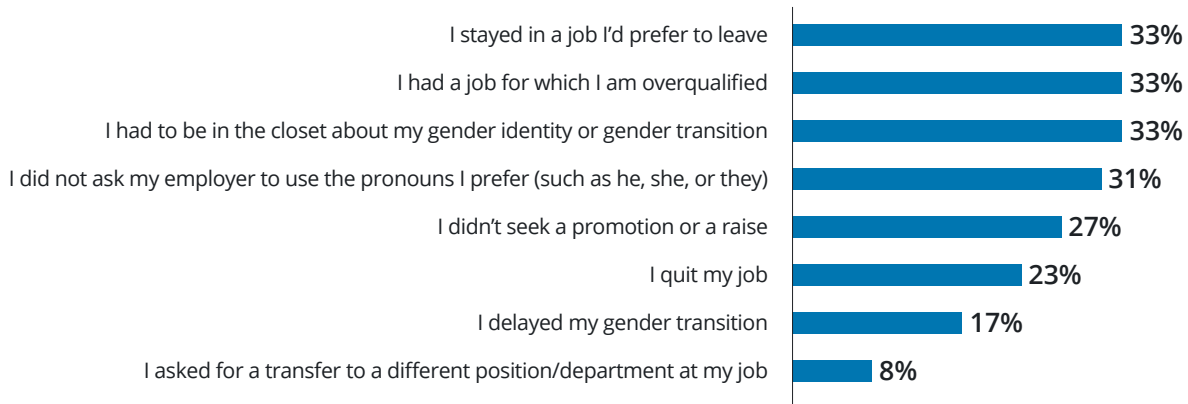 I stayed in a job I’d prefer to leave 33%
I had a job for which I am overqualified 33%
I had to be in the closet about my gender identity or gender transition 33%
I did not ask my employer to use the pronouns I prefer (such as he, she, or they) 31%
I didn’t seek a promotion or a raise 27%
I quit my job 23%
I delayed my gender transition 17%
I asked for a transfer to a different position/department at my job 8%